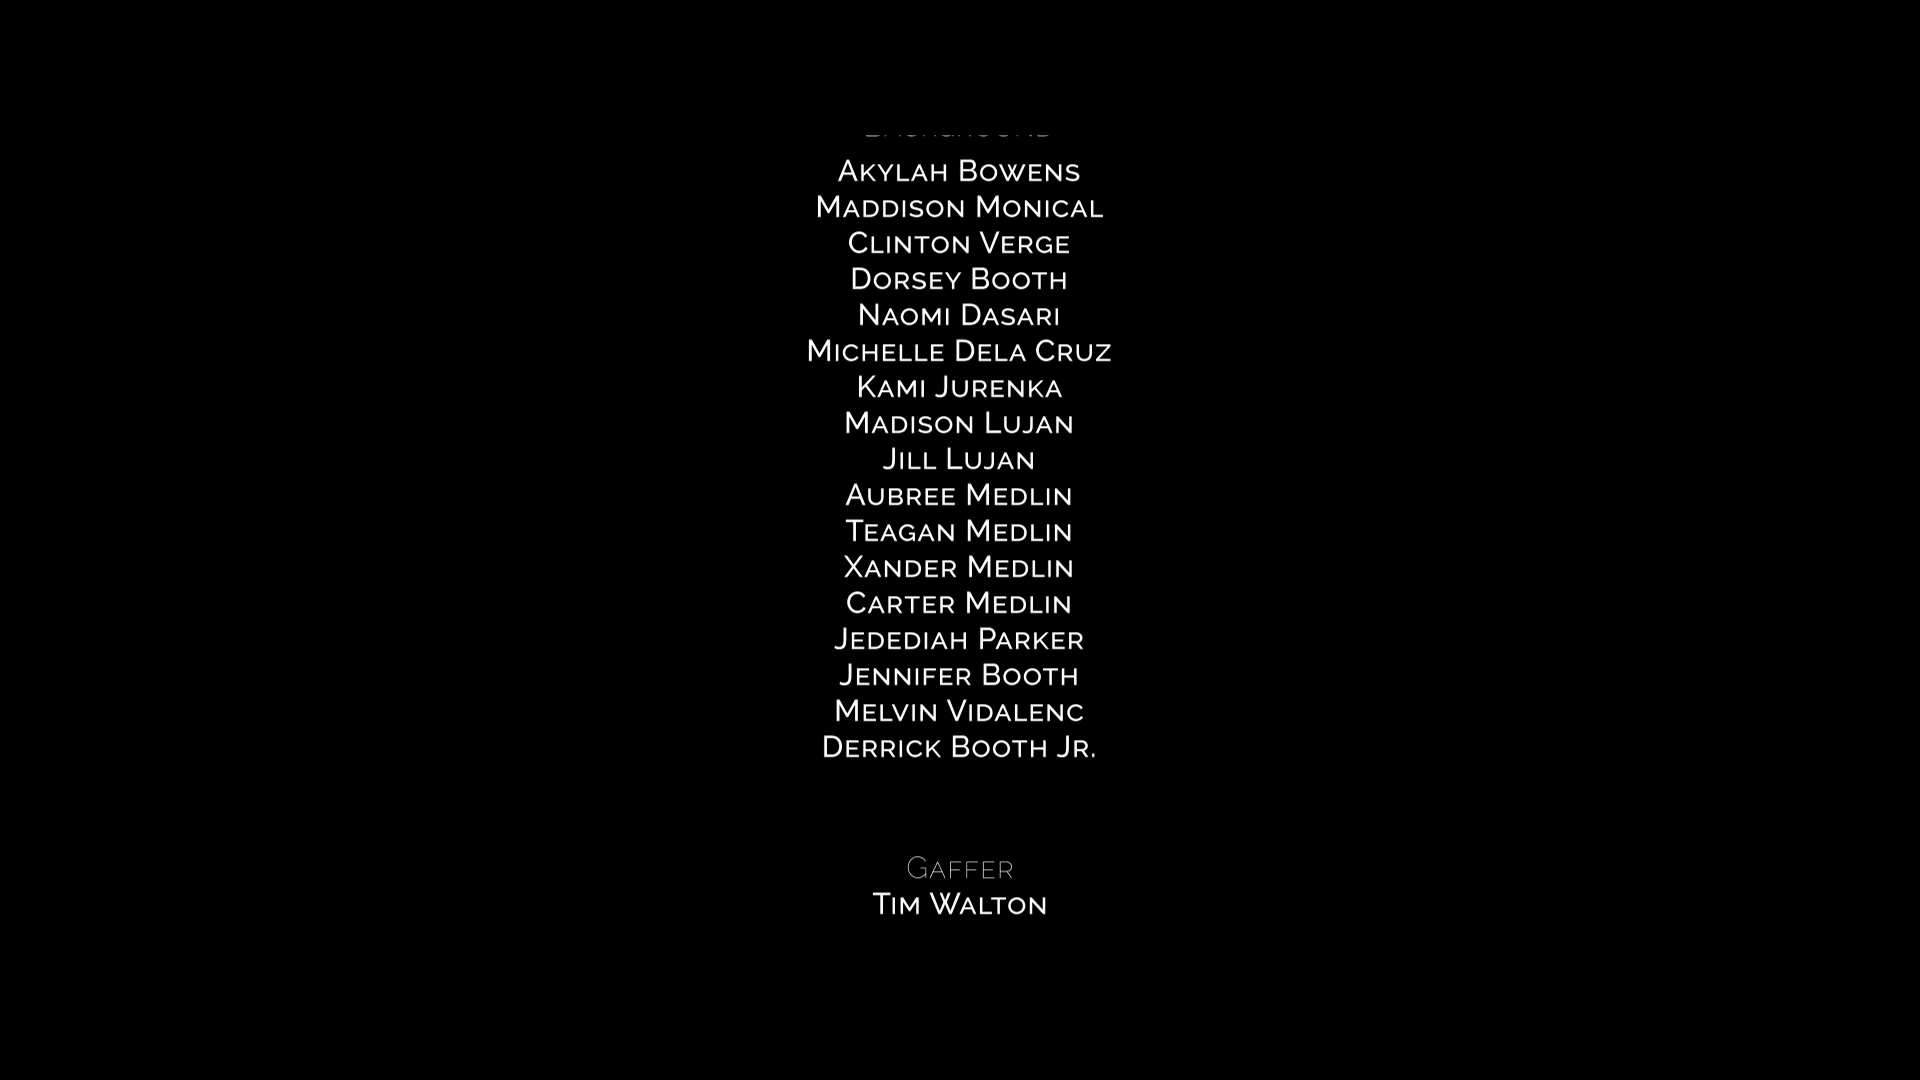 Background
Akylah Bowens
Maddison Monical
Clinton Verge
Dorsey Booth
Naomi Dasari
Michelle Dela Cruz
Kami Jurenka
Madison Lujan
Jill Lujan
Aubree Medlin
Teagan Medlin
Xander Medlin
Carter Medlin
Jedediah Parker
Jennifer Booth
Melvin Vidalenc
Derrick Booth Jr.
Gaffer
Tim Walton